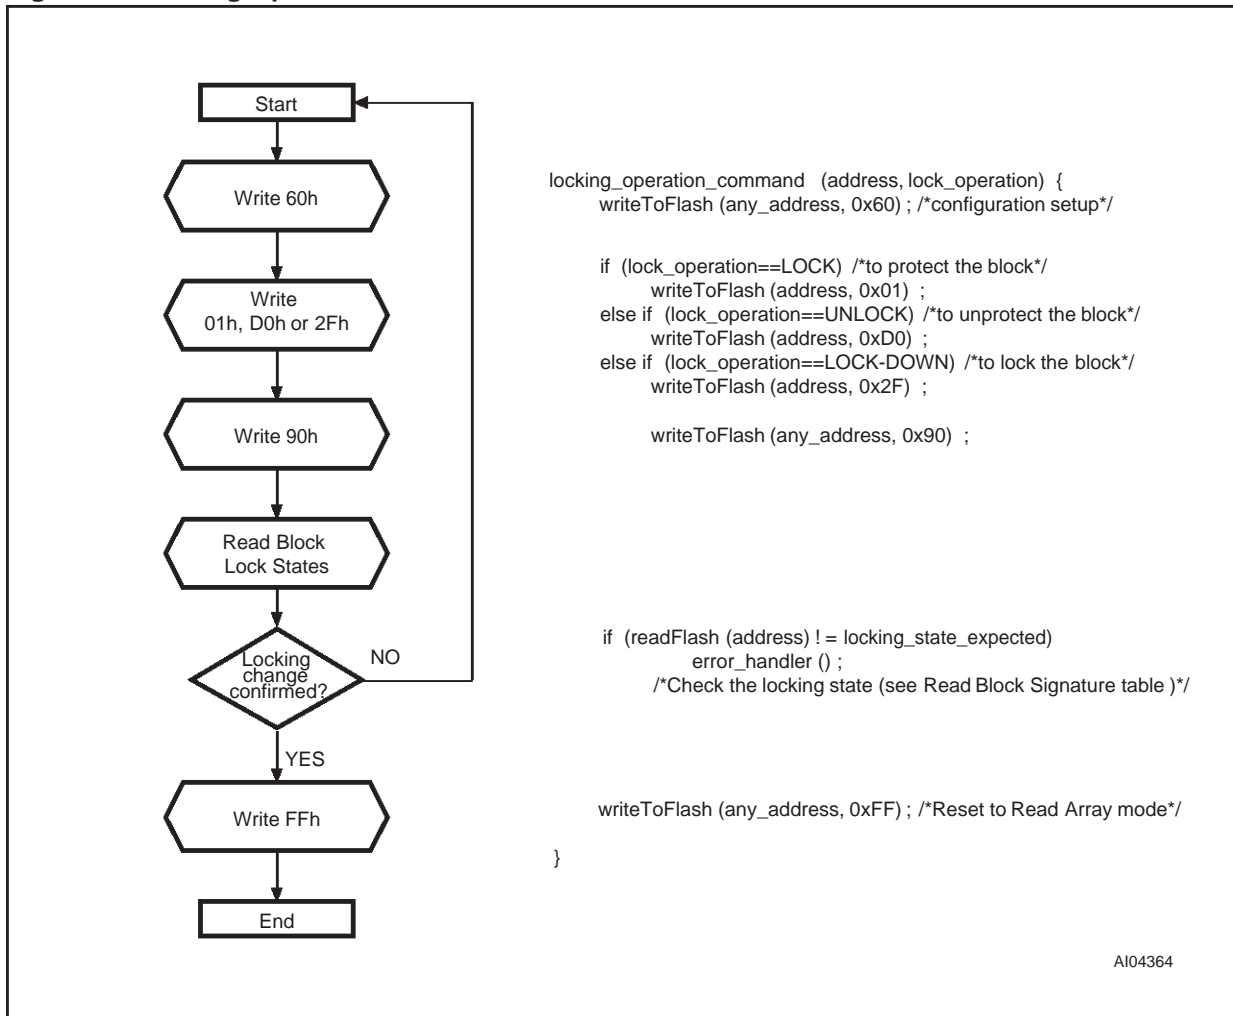 Start
Write 60h
Write
01h, D0h or 2Fh
Write 90h
Read Block
Lock States
Locking
change
confirmed?
NO
YES
Write FFh
End
locking_operation_command (address, lock_operation) {
writeToFlash (any_address, 0x60) ; /*configuration setup*/
if (lock_operation==LOCK) /*to protect the block*/
writeToFlash (address, 0x01) ;
else if (lock_operation==UNLOCK) /*to unprotect the block*/
writeToFlash (address, 0xD0) ;
else if (lock_operation==LOCK-DOWN) /*to lock the block*/
writeToFlash (address, 0x2F) ;
writeToFlash (any_address, 0x90) ;
if (readFlash (address) ! = locking_state_expected)
error_handler () ;
/*Check the locking state (see Read Block Signature table )*/
writeToFlash (any_address, 0xFF) ; /*Reset to Read Array mode*/
}
AI04364